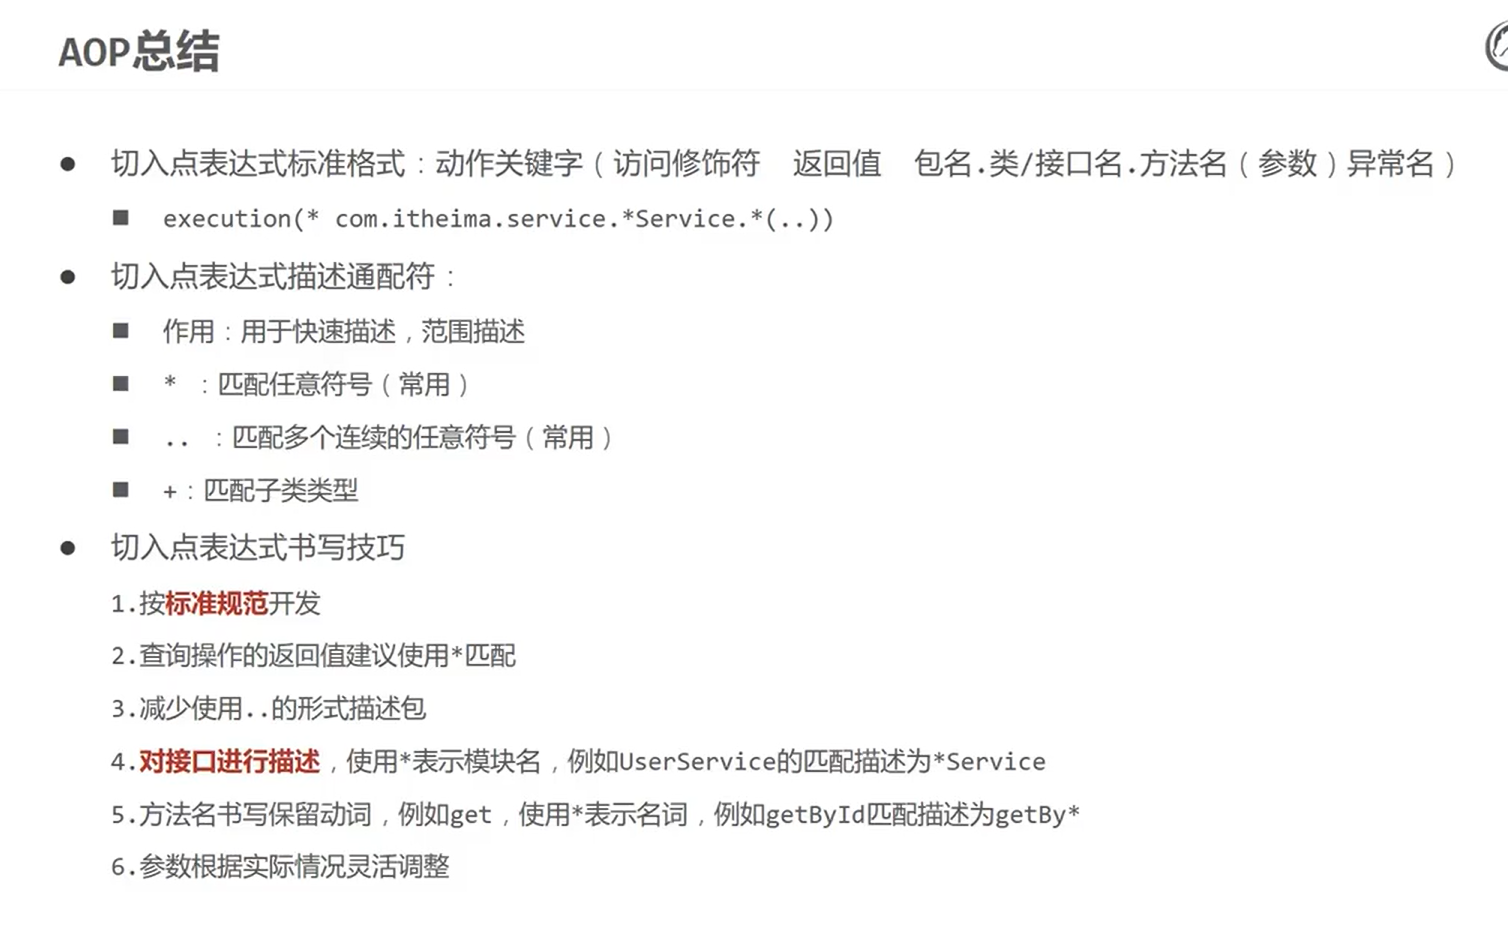 AOP总结
● 切入点表达式标准格式：动作关键字（访问修饰符 返回值 包名.类/接口名.方法名（参数）异常名）
■ execution(* com.itheima.service.*Service.*(..))
● 切入点表达式描述通配符：
■ 作用：用于快速描述，范围描述
■ * ：匹配任意符号（常用）
■ .. ：匹配多个连续的任意符号（常用）
■ +：匹配子类类型
● 切入点表达式书写技巧
1.按标准规范开发
2.查询操作的返回值建议使用*匹配
3.减少使用..的形式描述包
4.对接口进行描述，使用*表示模块名，例如UserService的匹配描述为*Service
5.方法名书写保留动词，例如get，使用*表示名词，例如getById匹配描述为getBy*
6.参数根据实际情况灵活调整